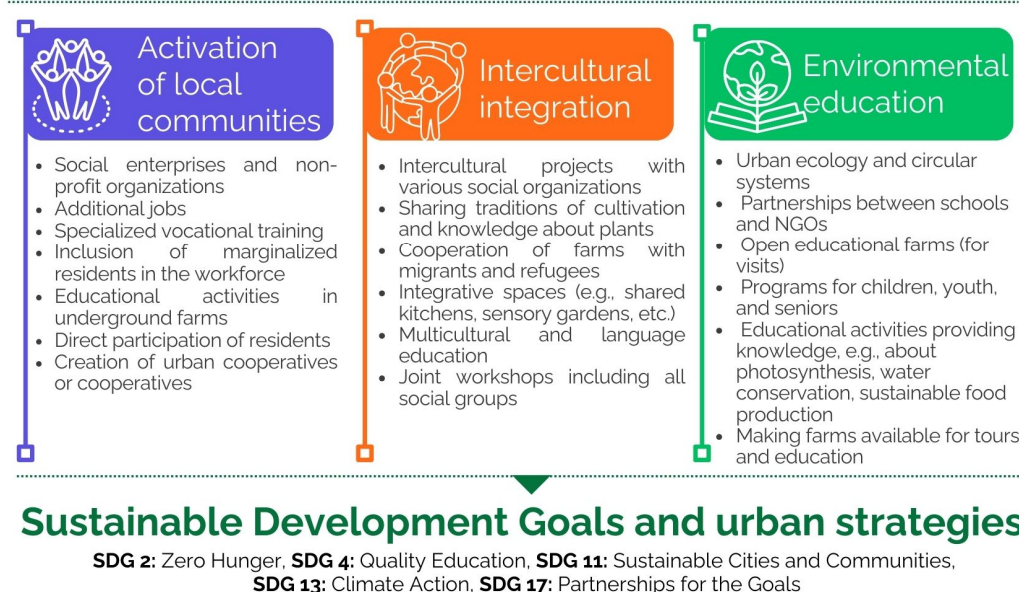 Activation
of local
communities
• Social enterprises and non-
profit organizations
• Additional jobs
• Specialized vocational training
• Inclusion of marginalized
residents in the workforce
• Educational activities in
underground farms
• Direct participation of residents
• Creation of urban cooperatives
or cooperatives
Intercultural
integration
• Intercultural projects with
various social organizations
• Sharing traditions of cultivation
and knowledge about plants
• Cooperation of farms with
migrants and refugees
• Integrative spaces (e.g., shared
kitchens, sensory gardens, etc.)
• Multicultural and language
education
• Joint workshops including all
social groups
Environmental
education
• Urban ecology and circular
systems
• Partnerships between schools
and NGOs
• Open educational farms (for
visits)
• Programs for children, youth,
and seniors
• Educational activities providing
knowledge, e.g., about
photosynthesis, water
conservation, sustainable food
production
• Making farms available for tours
and education
Sustainable Development Goals and urban strategies
SDG 2: Zero Hunger, SDG 4: Quality Education, SDG 11: Sustainable Cities and Communities,
SDG 13: Climate Action, SDG 17: Partnerships for the Goals